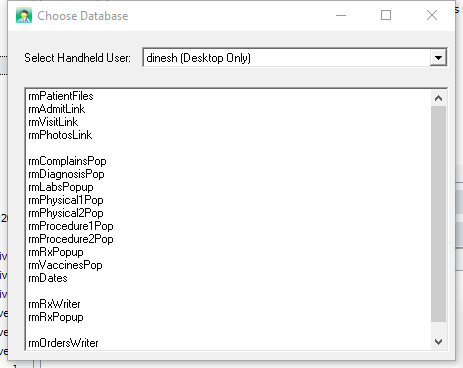 Choose Database
Select Handheld User:
dinesh (Desktop Only)
rmPatientFiles
rmAdmitLink
rmVisitLink
rmPhotosLink
rmComplainsPop
rmDiagnosisPop
rmLabsPopup
rmPhysical1Pop
rmPhysical2Pop
rmProcedure1Pop
rmProcedure2Pop
rmRxPopup
rmVaccinesPop
rmDates
rmRxWriter
rmRxPopup
rmOrdersWriter